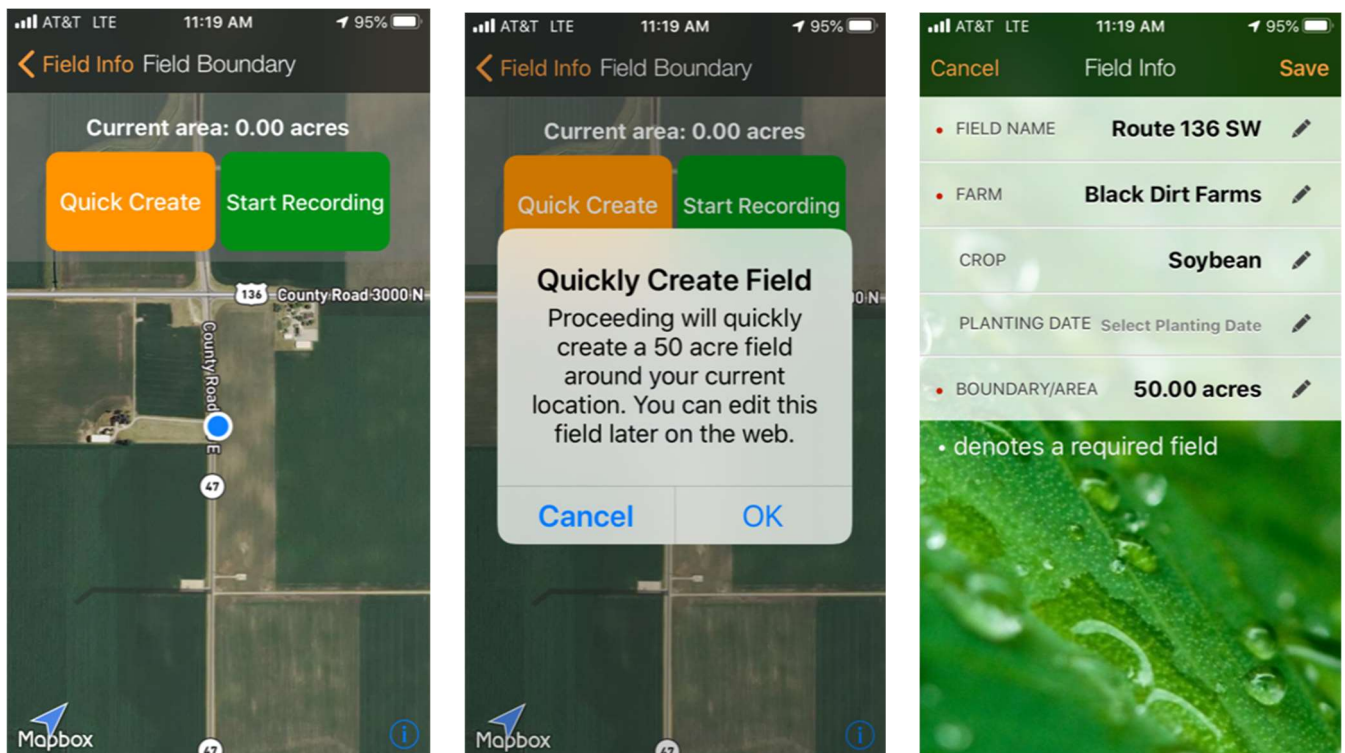 AT&T LTE 11:19 AM 95%
Field Info Field Boundary
Current area: 0.00 acres
Quick Create Start Recording
136 County Road 3000 N
County Road
E
47
Mapbox
47
AT&T LTE 11:19 AM 95%
Field Info Field Boundary
Current area: 0.00 acres
Quick Create Start Recording
Quickly Create Field
Proceeding will quickly
create a 50 acre field
around your current
location. You can edit this
field later on the web.
Cancel OK
0 N
Mapbox
47
AT&T LTE 11:19 AM 95%
Cancel Field Info Save
• FIELD NAME Route 136 SW
• FARM Black Dirt Farms
CROP Soybean
PLANTING DATE Select Planting Date
• BOUNDARY/AREA 50.00 acres
• denotes a required field